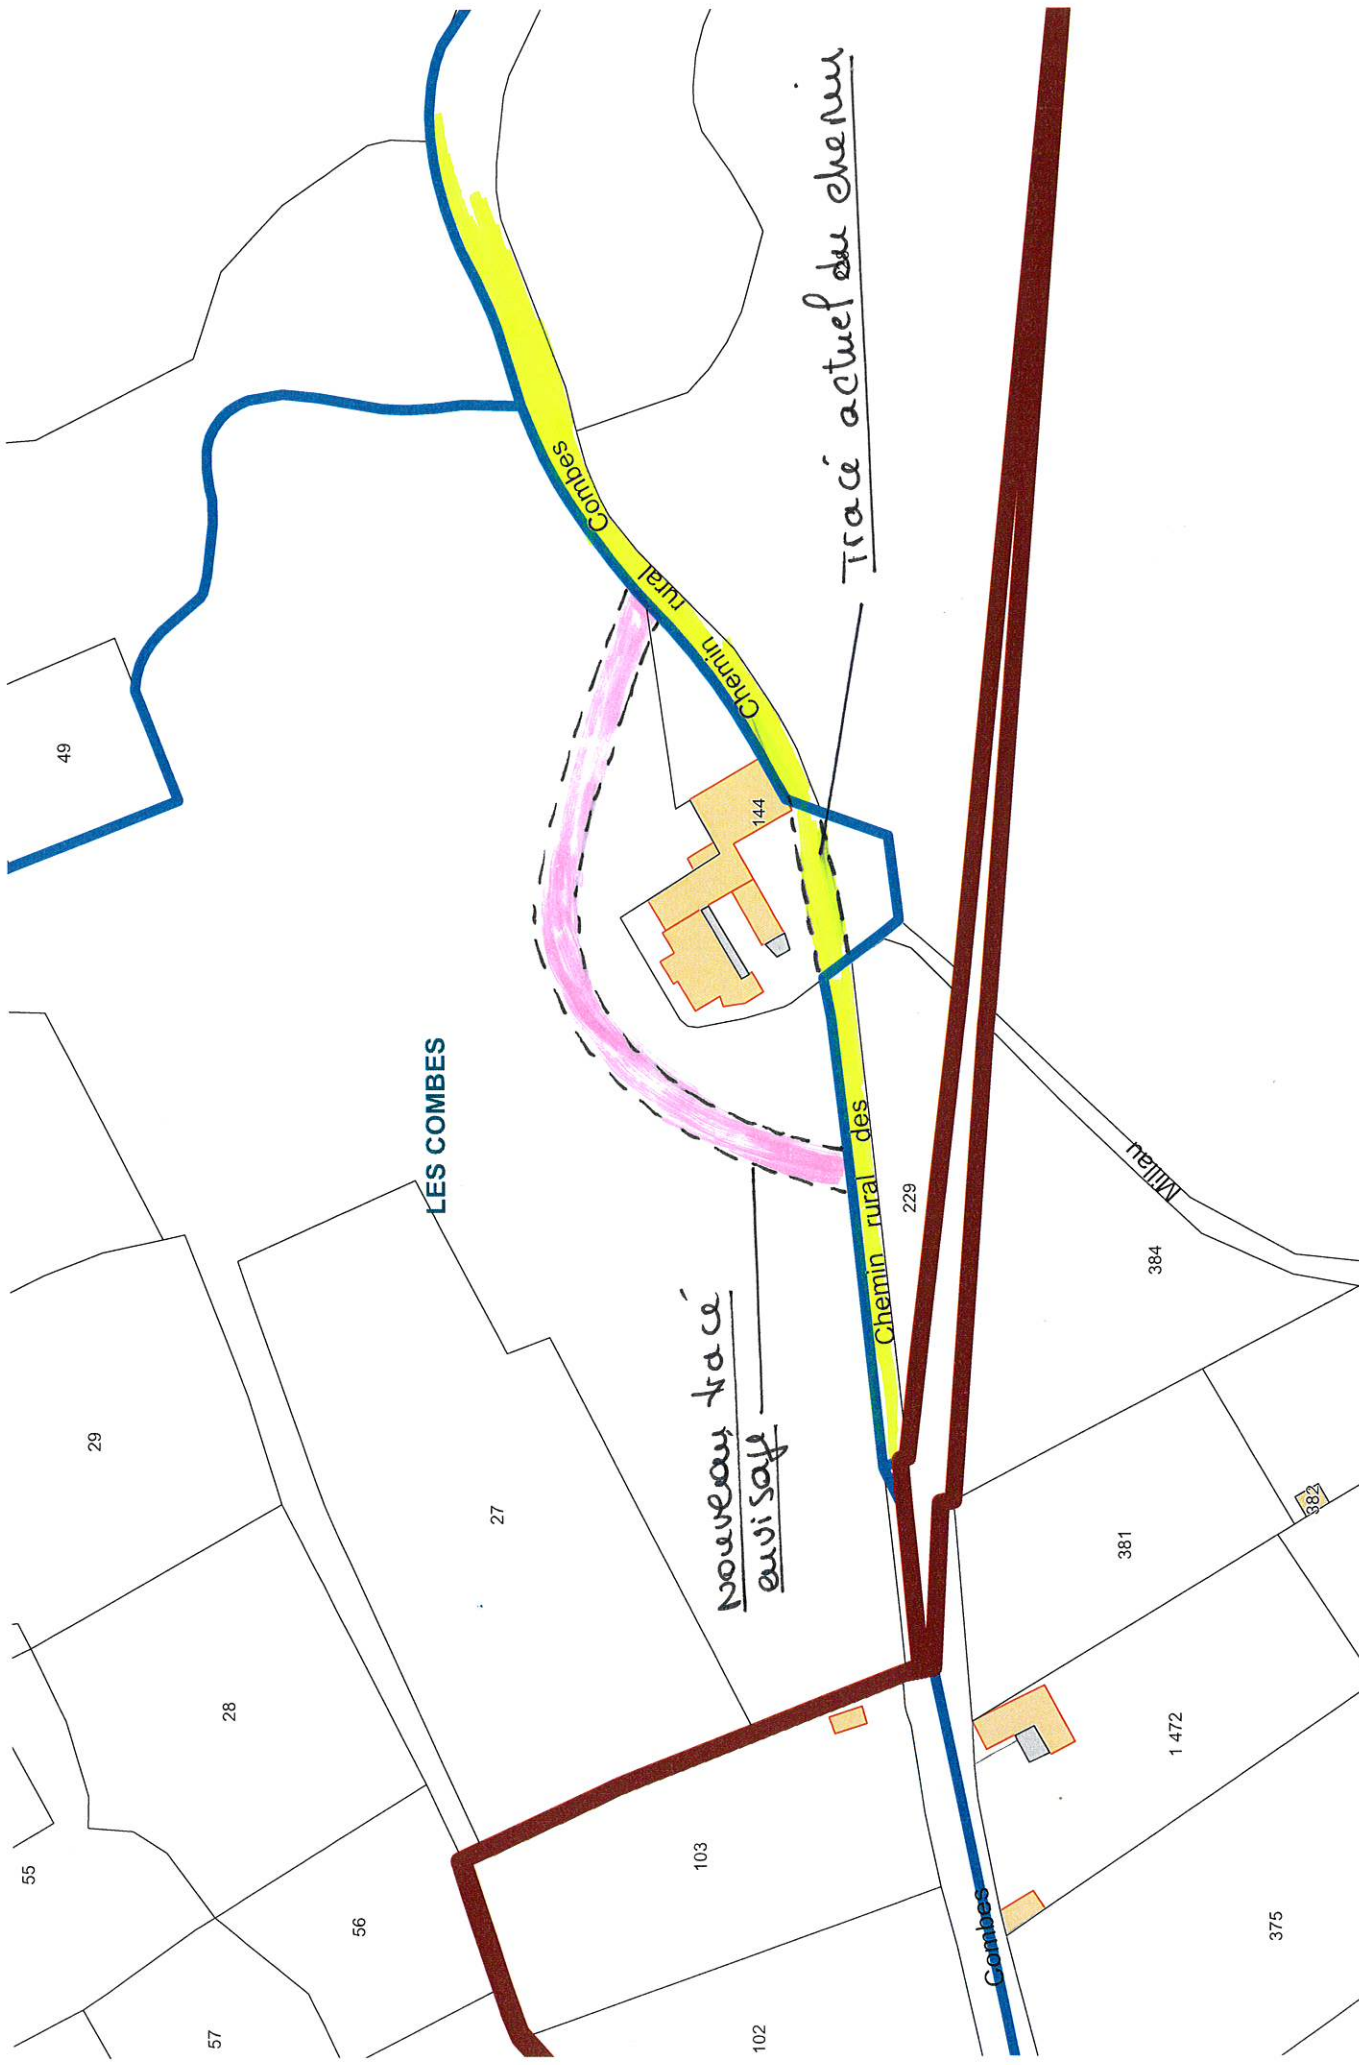 49
29
LES COMBES
Combes
rural
Chemin
144
Tracé actuel du chemin
27
28
55
56
57
Nouveau tracé
envisagé
Chemin rural des
229
Millau
384
381
382
103
102
1 472
375
Combes